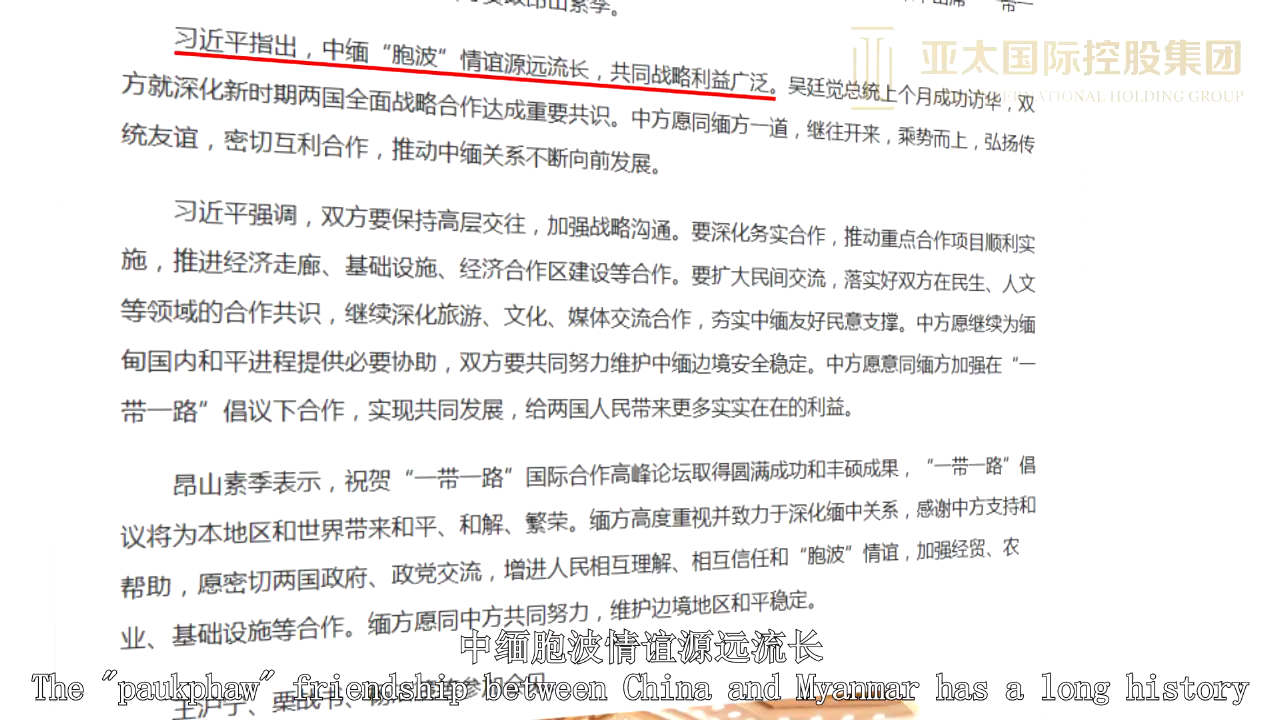 昂山素季。
亚太国际控股集团
INTERNATIONAL HOLDING GROUP
习近平指出，中缅“胞波”情谊源远流长，共同战略利益广泛。吴廷觉总统上个月成功访华，双
方就深化新时期两国全面战略合作达成重要共识。中方愿同缅方一道，继往开来，乘势而上，弘扬传
统友谊，密切互利合作，推动中缅关系不断向前发展。
习近平强调，双方要保持高层交往，加强战略沟通。要深化务实合作，推动重点合作项目顺利实
施，推进经济走廊、基础设施、经济合作区建设等合作。要扩大民间交流，落实好双方在民生、人文
等领域的合作共识，继续深化旅游、文化、媒体交流合作，夯实中缅友好民意支撑。中方愿继续为缅
甸国内和平进程提供必要协助，双方要共同努力维护中缅边境安全稳定。中方愿意同缅方加强在“一
带一路”倡议下合作，实现共同发展，给两国人民带来更多实实在在的利益。
昂山素季表示，祝贺“一带一路”国际合作高峰论坛取得圆满成功和丰硕成果，“一带一路”倡
议将为本地区和世界带来和平、和解、繁荣。缅方高度重视并致力于深化缅中关系，感谢中方支持和
帮助，愿密切两国政府、政党交流，增进人民相互理解、相互信任和“胞波”情谊，加强经贸、农
业、基础设施等合作。缅方愿同中方共同努力，维护边境地区和平稳定。
中缅胞波情谊源远流长
The "paukphaw" friendship between China and Myanmar has a long history
王沪宁、栗战书、